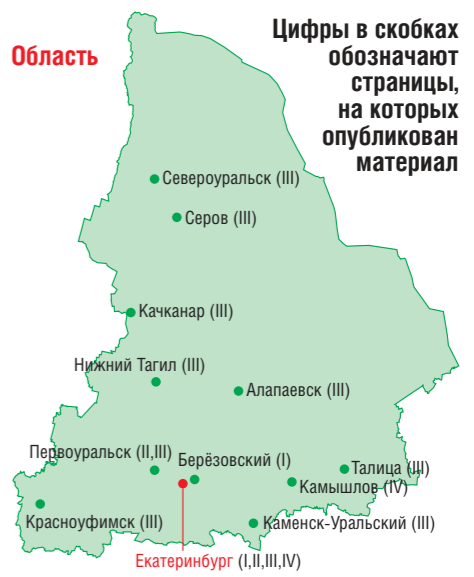 Область
Цифры в скобках
обозначают
страницы,
на которых
опубликован
материал
Североуральск (III)
Серов (III)
Качканар (III)
Нижний Тагил (III)
Алапаевск (III)
Первоуральск (II,III)
Берёзовский (I)
Талица (III)
Камышлов (IV)
Красноуфимск (III)
Каменск-Уральский (III)
Екатеринбург (I,II,III,IV)